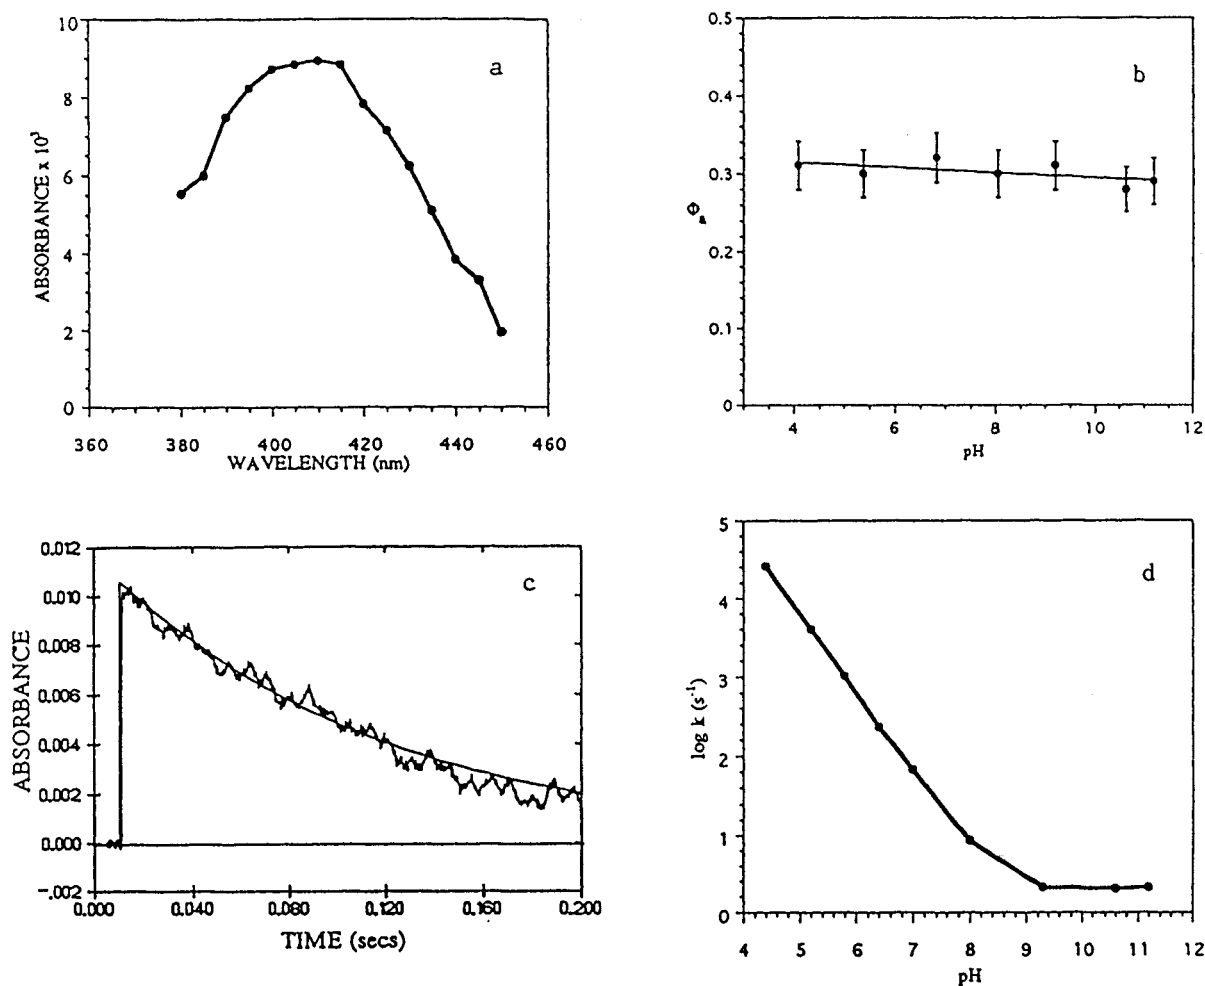 a
10
8
6
4
2
0
ABSORBANCE x 10³
360 380 400 420 440 460
WAVELENGTH (nm)
b
0.5
0.4
0.3
0.2
0.1
0
Φ
4 6 8 10 12
pH
c
0.012
0.010
0.008
0.006
0.004
0.002
0.000
-.002
ABSORBANCE
0.000 0.040 0.080 0.120 0.160 0.200
TIME (secs)
d
5
4
3
2
1
0
log k (s⁻¹)
4 5 6 7 8 9 10 11 12
pH